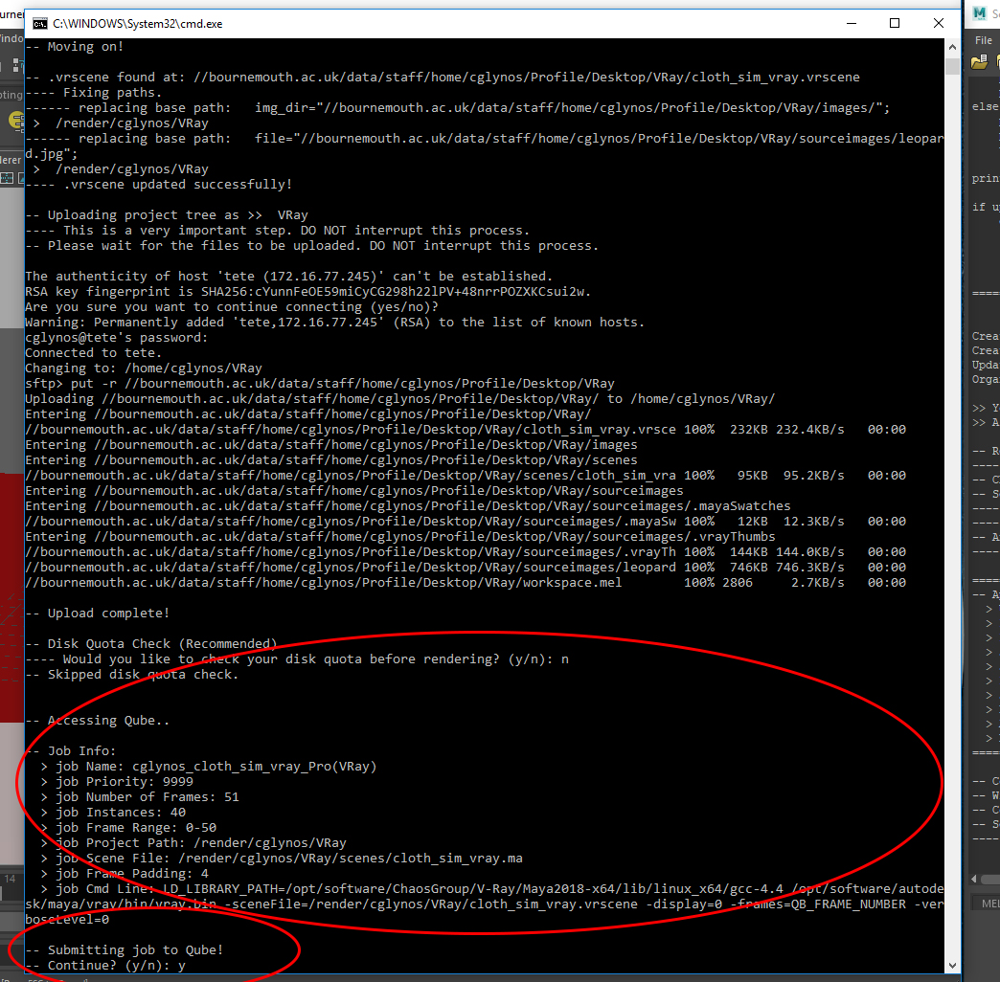 urner
C:\WINDOWS\System32\cmd.exe
-- Moving on!
-- .vrscene found at: //bournemouth.ac.uk/data/staff/home/cglynos/Profile/Desktop/VRay/cloth_sim_vray.vrscene
---- Fixing paths.
------ replacing base path:   img_dir="//bournemouth.ac.uk/data/staff/home/cglynos/Profile/Desktop/VRay/images/";
 >  /render/cglynos/VRay
------ replacing base path:   file="//bournemouth.ac.uk/data/staff/home/cglynos/Profile/Desktop/VRay/sourceimages/leopar
d.jpg";
 >  /render/cglynos/VRay
---- .vrscene updated successfully!
-- Uploading project tree as >>  VRay
---- This is a very important step. DO NOT interrupt this process.
-- Please wait for the files to be uploaded. DO NOT interrupt this process.
The authenticity of host 'tete (172.16.77.245)' can't be established.
RSA key fingerprint is SHA256:cYunnFeOE59miCyCG298h22lPV+48nrrPOZXKCsui2w.
Are you sure you want to continue connecting (yes/no)?
Warning: Permanently added 'tete,172.16.77.245' (RSA) to the list of known hosts.
cglynos@tete's password:
Connected to tete.
Changing to: /home/cglynos/VRay
sftp> put -r //bournemouth.ac.uk/data/staff/home/cglynos/Profile/Desktop/VRay
Uploading //bournemouth.ac.uk/data/staff/home/cglynos/Profile/Desktop/VRay/ to /home/cglynos/VRay/
Entering //bournemouth.ac.uk/data/staff/home/cglynos/Profile/Desktop/VRay/
//bournemouth.ac.uk/data/staff/home/cglynos/Profile/Desktop/VRay/cloth_sim_vray.vrsce 100%  232KB 232.4KB/s   00:00
Entering //bournemouth.ac.uk/data/staff/home/cglynos/Profile/Desktop/VRay/images
Entering //bournemouth.ac.uk/data/staff/home/cglynos/Profile/Desktop/VRay/scenes
//bournemouth.ac.uk/data/staff/home/cglynos/Profile/Desktop/VRay/scenes/cloth_sim_vra 100%   95KB  95.2KB/s   00:00
Entering //bournemouth.ac.uk/data/staff/home/cglynos/Profile/Desktop/VRay/sourceimages
Entering //bournemouth.ac.uk/data/staff/home/cglynos/Profile/Desktop/VRay/sourceimages/.mayaSwatches
//bournemouth.ac.uk/data/staff/home/cglynos/Profile/Desktop/VRay/sourceimages/.mayaSw 100%   12KB  12.3KB/s   00:00
Entering //bournemouth.ac.uk/data/staff/home/cglynos/Profile/Desktop/VRay/sourceimages/.vrayThumbs
//bournemouth.ac.uk/data/staff/home/cglynos/Profile/Desktop/VRay/sourceimages/.vrayTh 100%  144KB 144.0KB/s   00:00
//bournemouth.ac.uk/data/staff/home/cglynos/Profile/Desktop/VRay/sourceimages/leopard 100%  746KB 746.3KB/s   00:00
//bournemouth.ac.uk/data/staff/home/cglynos/Profile/Desktop/VRay/workspace.mel        100% 2806     2.7KB/s   00:00
-- Upload complete!
-- Disk Quota Check (Recommended)
---- Would you like to check your disk quota before rendering? (y/n): n
-- Skipped disk quota check.
-- Accessing Qube..
-- Job Info:
  > job Name: cglynos_cloth_sim_vray_Pro(VRay)
  > job Priority: 9999
  > job Number of Frames: 51
  > job Instances: 40
  > job Frame Range: 0-50
  > job Project Path: /render/cglynos/VRay
  > job Scene File: /render/cglynos/VRay/scenes/cloth_sim_vray.ma
  > job Frame Padding: 4
  > job Cmd Line: LD_LIBRARY_PATH=/opt/software/ChaosGroup/V-Ray/Maya2018-x64/lib/linux_x64/gcc-4.4 /opt/software/autode
sk/maya/vray/bin/vray.bin -sceneFile=/render/cglynos/VRay/cloth_sim_vray.vrscene -display=0 -frames=QB_FRAME_NUMBER -ver
boseLevel=0
-- Submitting job to Qube!
-- Continue? (y/n): y
indo
oting
erer
14
File
else
prin
if u
Crea
Crea
Upda
Orga
>> Y
>> A
-- R
-- C
-- S
-- A
-- A
-- C
-- W
-- C
-- S
MEL